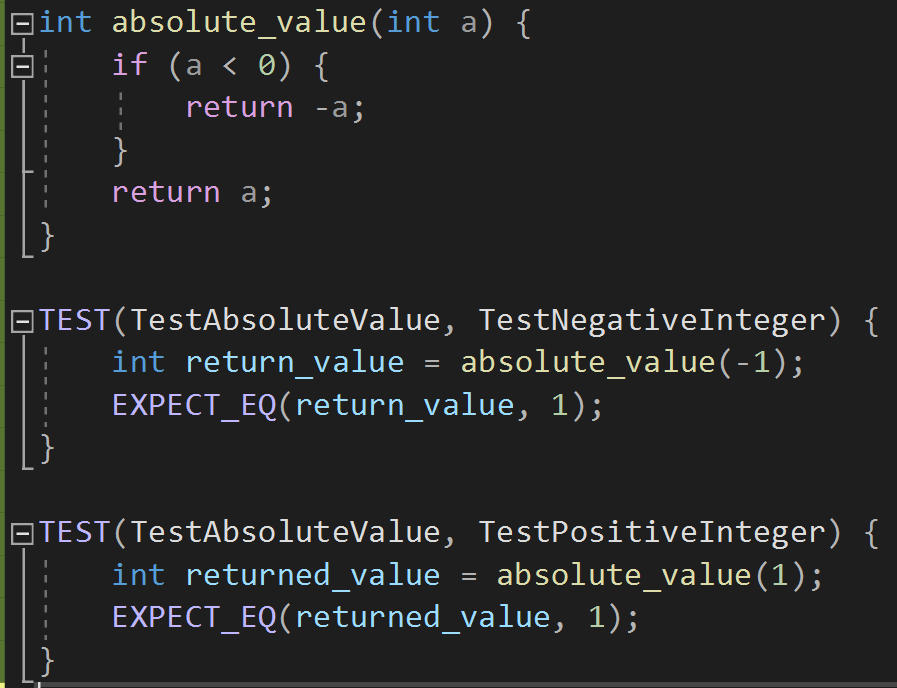 int absolute_value(int a) {
if (a < 0) {
return -a;
}
return a;
}
TEST(TestAbsoluteValue, TestNegativeInteger) {
int return_value = absolute_value(-1);
EXPECT_EQ(return_value, 1);
}
TEST(TestAbsoluteValue, TestPositiveInteger) {
int returned_value = absolute_value(1);
EXPECT_EQ(returned_value, 1);
}